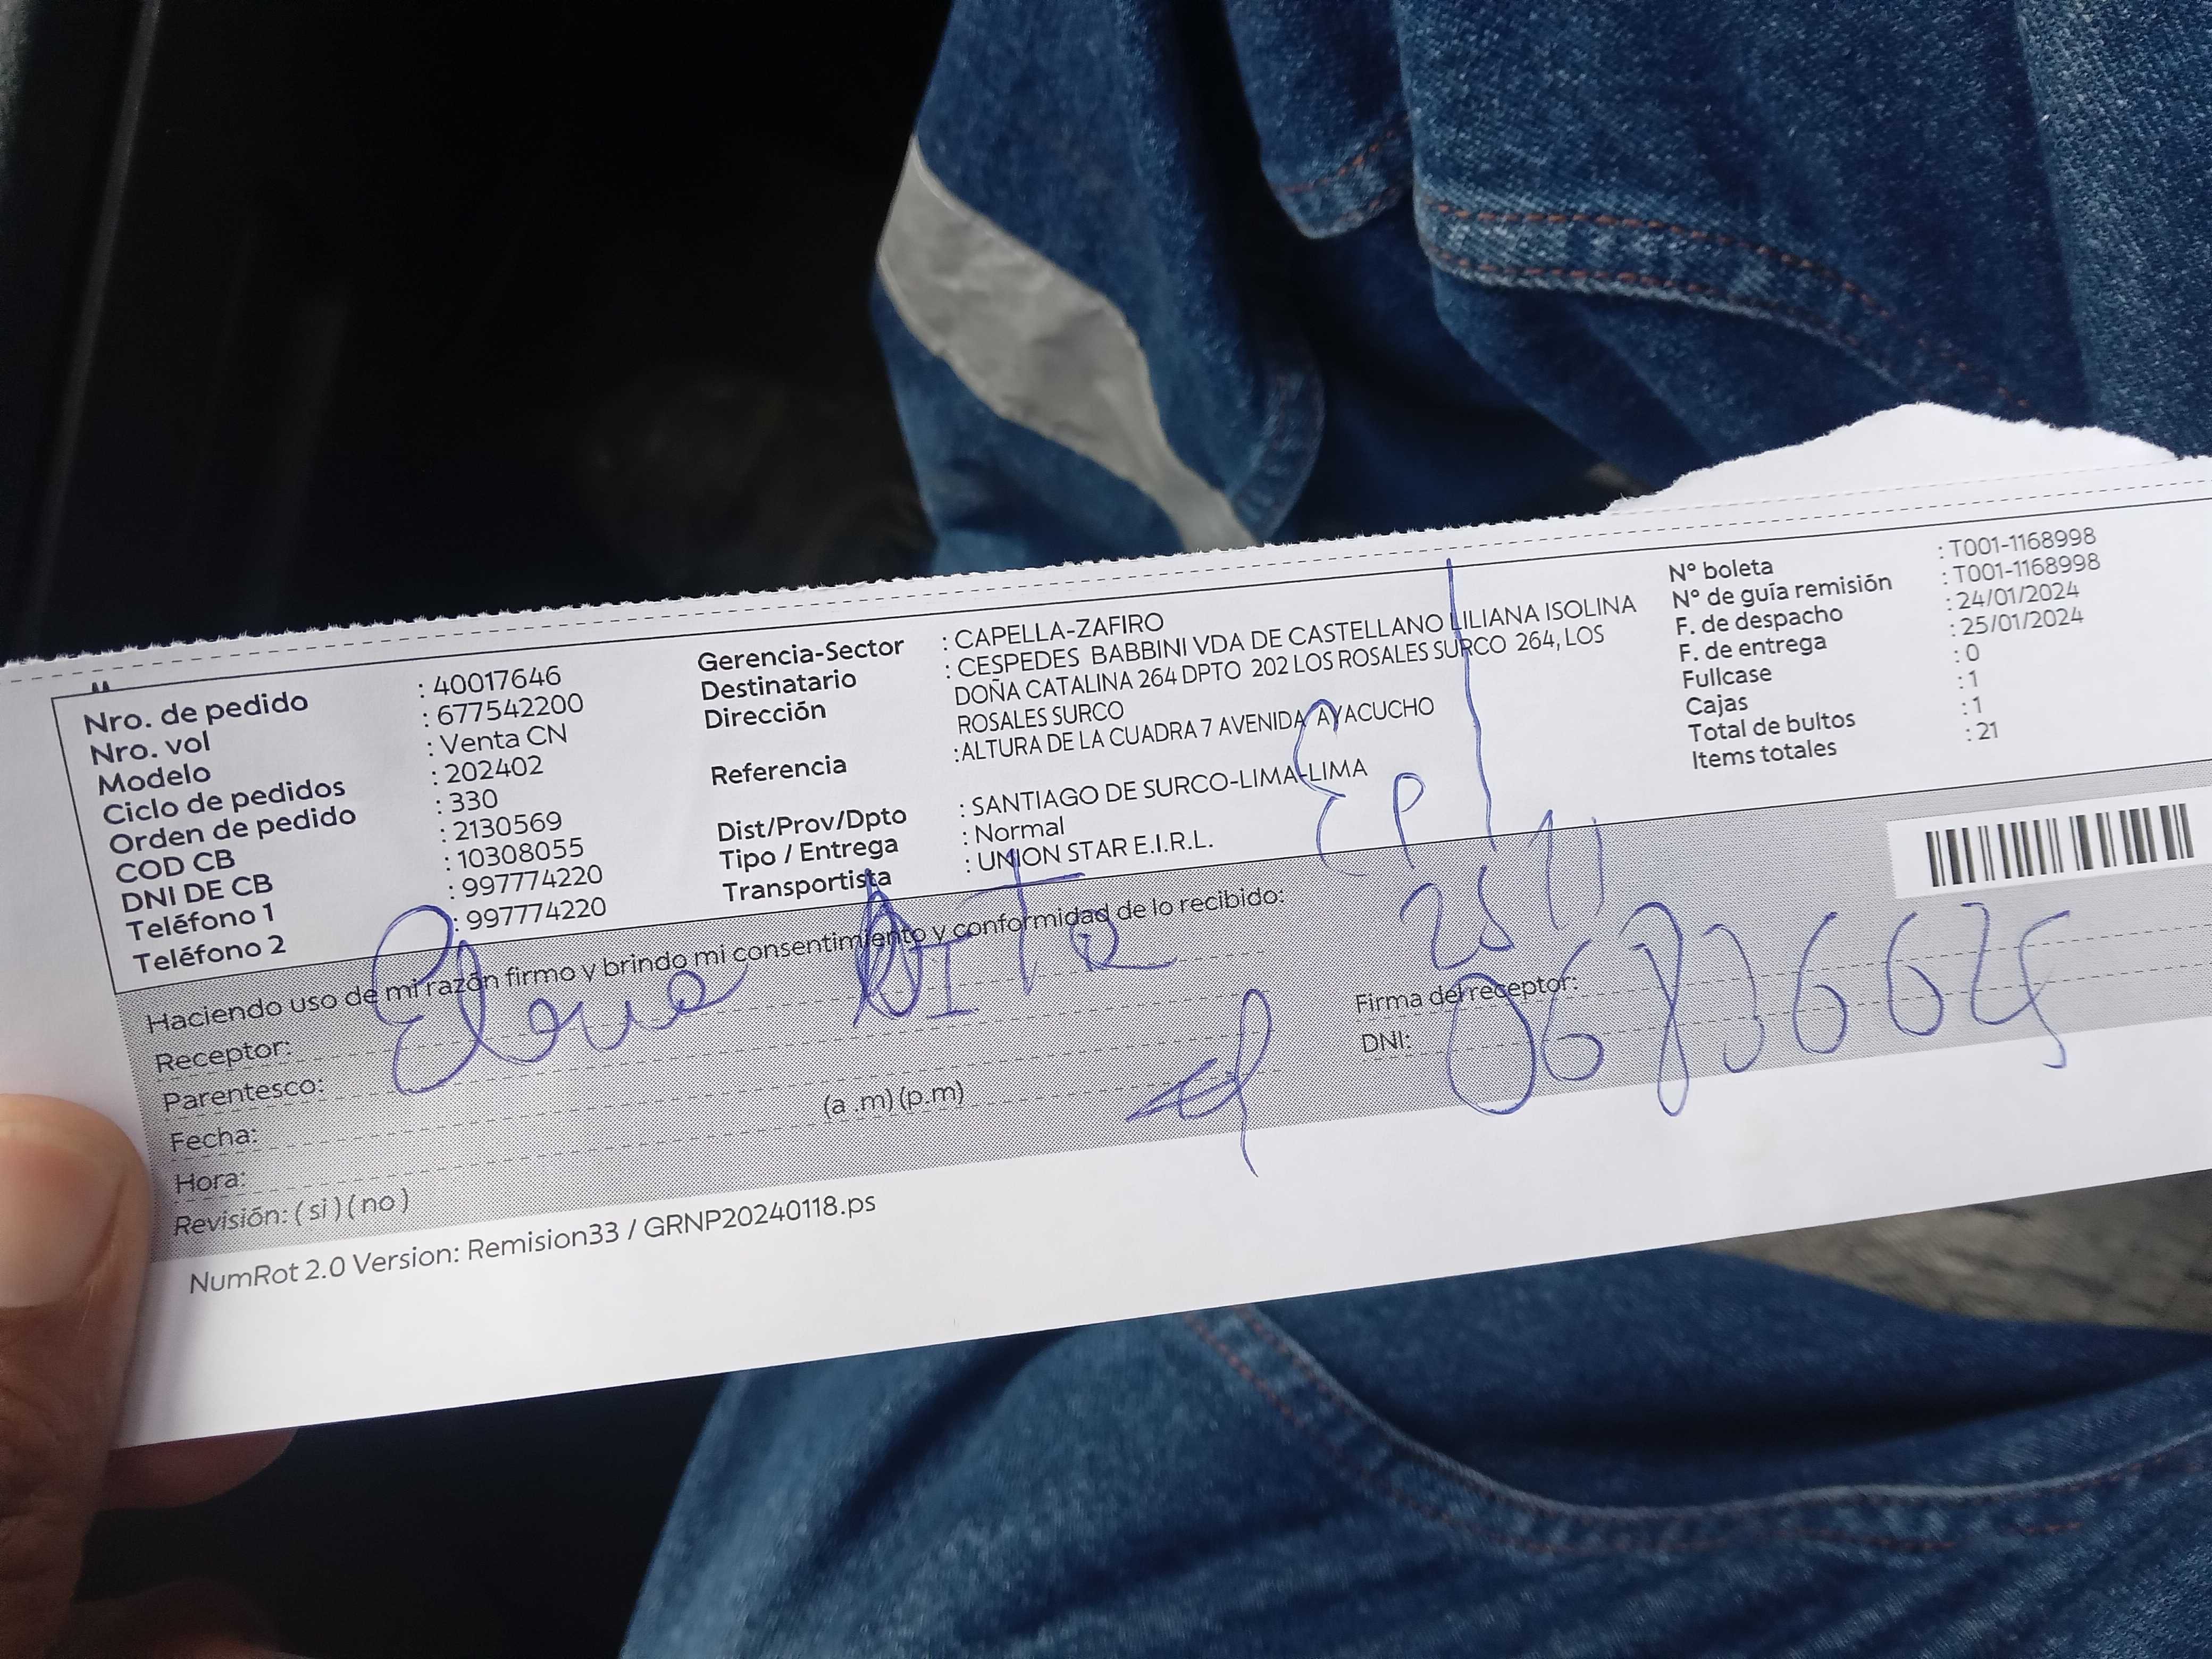 Nro. de pedido : 40017646
Nro. vol : 677542200
Modelo : Venta CN
Ciclo de pedidos : 202402
Orden de pedido : 330
COD CB : 2130569
DNI DE CB : 10308055
Teléfono 1 : 997774220
Teléfono 2 : 997774220
Gerencia-Sector : CAPELLA-ZAFIRO
Destinatario : CESPEDES BABBINI VDA DE CASTELLANO LILIANA ISOLINA
Dirección DOÑA CATALINA 264 DPTO 202 LOS ROSALES SURCO 264, LOS
ROSALES SURCO
Referencia :ALTURA DE LA CUADRA 7 AVENIDA AYACUCHO
Dist/Prov/Dpto : SANTIAGO DE SURCO-LIMA-LIMA
Tipo / Entrega : Normal
Transportista : UNION STAR E.I.R.L.
N° boleta : T001-1168998
N° de guía remisión : T001-1168998
F. de despacho : 24/01/2024
F. de entrega : 25/01/2024
Fullcase : 0
Cajas : 1
Total de bultos : 1
Items totales : 21
Haciendo uso de mi razón firmo y brindo mi consentimiento y conformidad de lo recibido:
Receptor:
Parentesco:
Fecha:
Hora: (a .m) (p.m)
Revisión: ( si ) ( no )
Firma del receptor:
DNI:
NumRot 2.0 Version: Remision33 / GRNP20240118.ps